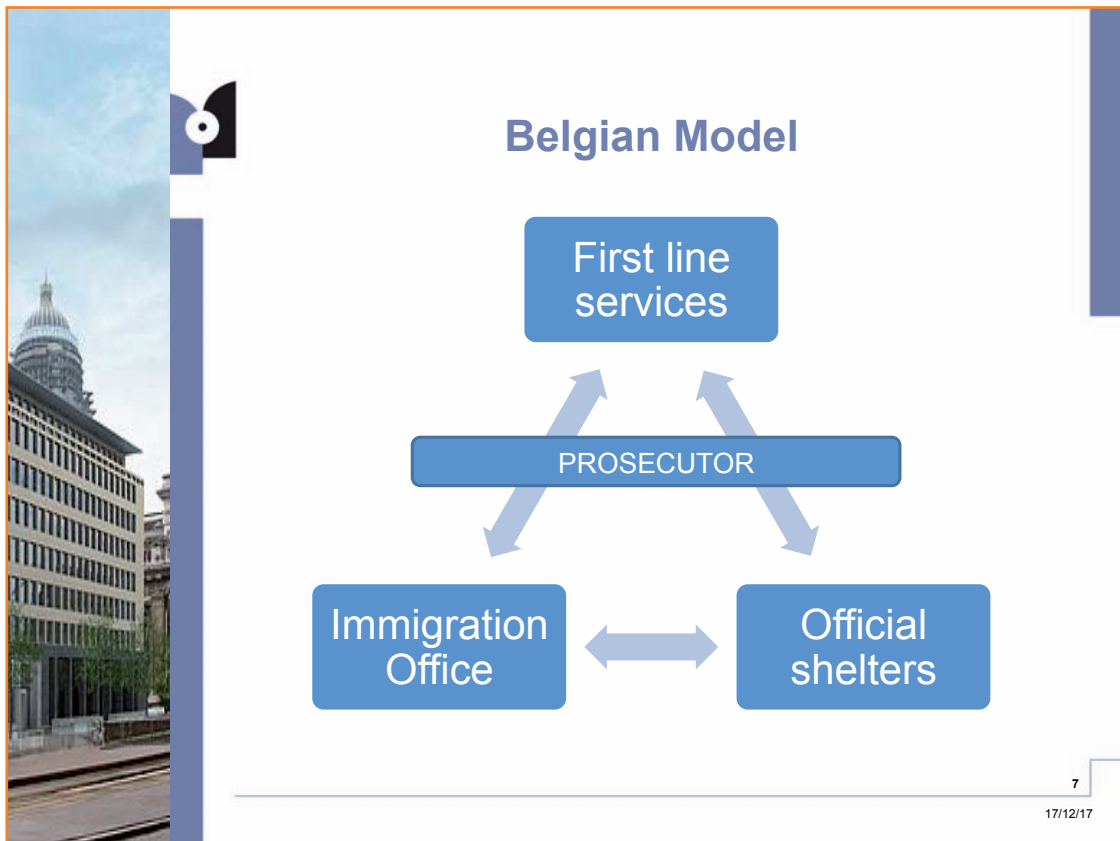 Belgian Model
First line
services
PROSECUTOR
Immigration
Office
Official
shelters
7
17/12/17